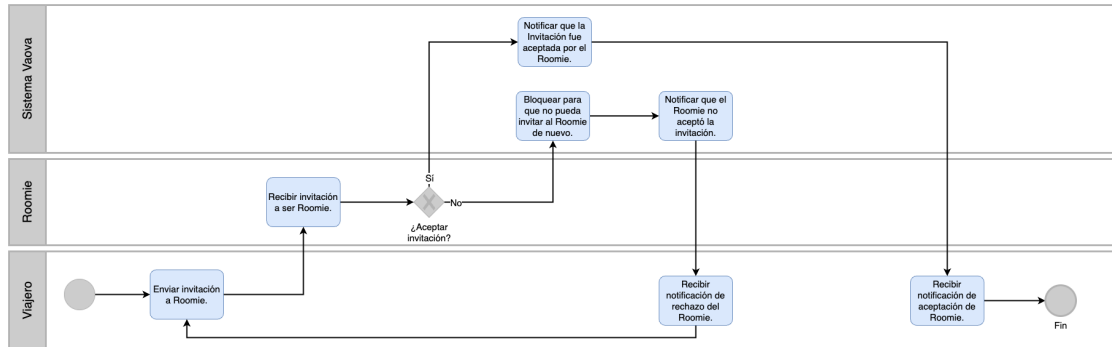 Sistema Vaova
Notificar que la
Invitación fue
aceptada por el
Roomie.
Bloquear para
que no pueda
invitar al Roomie
de nuevo.
Notificar que el
Roomie no
aceptó la
invitación.
Roomie
Recibir invitación
a ser Roomie.
Sí
No
¿Aceptar
invitación?
Viajero
Enviar invitación
a Roomie.
Recibir
notificación de
rechazo del
Roomie.
Recibir
notificación de
aceptación de
Roomie.
Fin